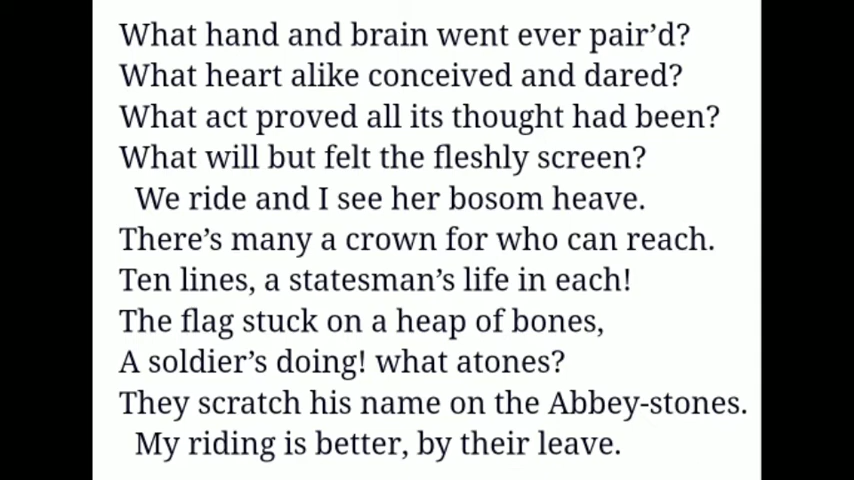 What hand and brain went ever pair’d?
What heart alike conceived and dared?
What act proved all its thought had been?
What will but felt the fleshly screen?
We ride and I see her bosom heave.
There’s many a crown for who can reach.
Ten lines, a statesman’s life in each!
The flag stuck on a heap of bones,
A soldier’s doing! what atones?
They scratch his name on the Abbey-stones.
My riding is better, by their leave.